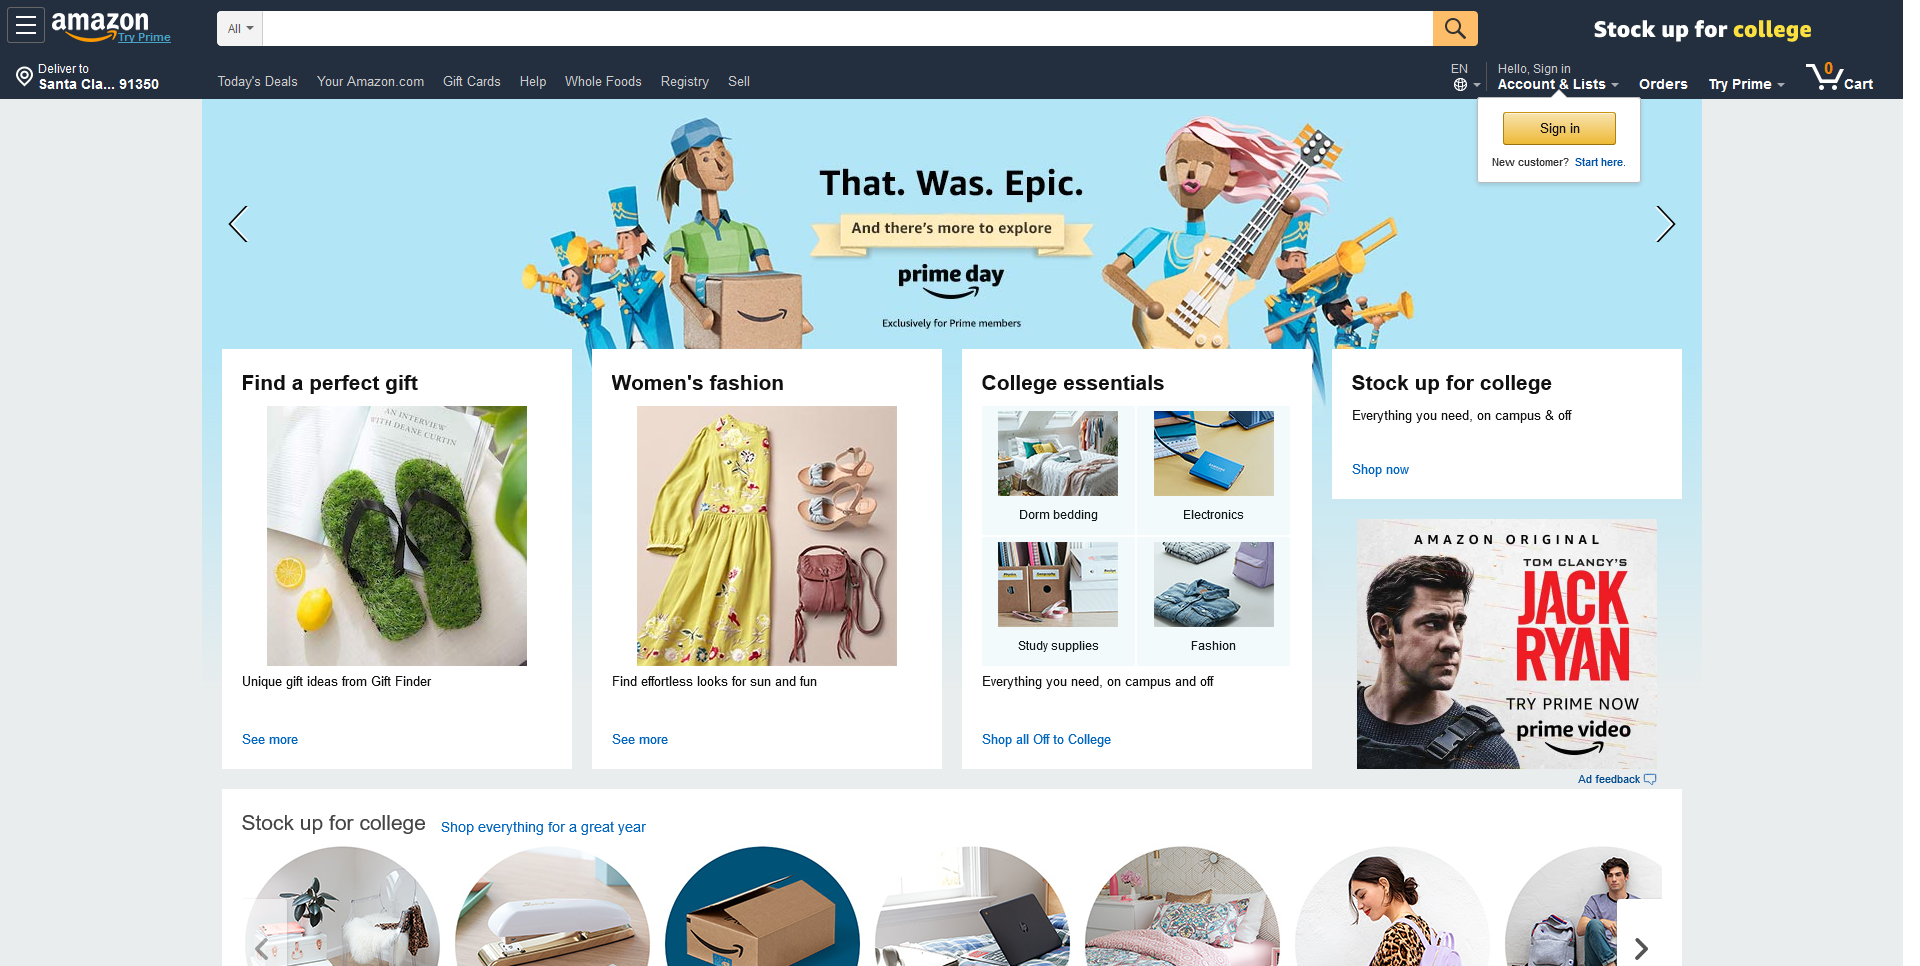 amazon
Try Prime
All
Stock up for college
Deliver to
Santa Cla... 91350
Today's Deals
Your Amazon.com
Gift Cards
Help
Whole Foods
Registry
Sell
EN
Hello, Sign in
Account & Lists
Orders
Try Prime
0
Cart
Sign in
New customer? Start here.
That. Was. Epic.
And there's more to explore
prime day
Exclusively for Prime members
Find a perfect gift
AN INTERVIEW
WITH DEANE CURTIN
Unique gift ideas from Gift Finder
See more
Women's fashion
Find effortless looks for sun and fun
See more
College essentials
Dorm bedding
Electronics
Study supplies
Fashion
Everything you need, on campus and off
Shop all Off to College
Stock up for college
Everything you need, on campus & off
Shop now
AMAZON ORIGINAL
TOM CLANCY'S
JACK
RYAN
TRY PRIME NOW
prime video
Ad feedback
Stock up for college
Shop everything for a great year